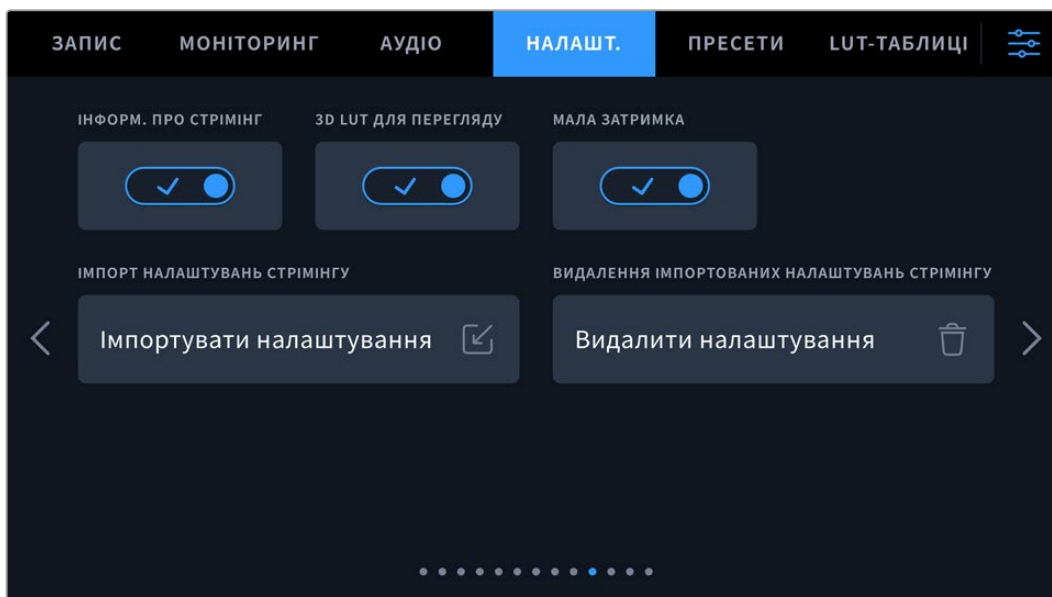 ЗАПИС МОНІТОРИНГ АУДІО НАЛАШТ. ПРЕСЕТИ LUT-ТАБЛИЦІ
ІНФОРМ. ПРО СТРІМІНГ 3D LUT ДЛЯ ПЕРЕГЛЯДУ МАЛА ЗАТРИМКА
ІМПОРТ НАЛАШТУВАНЬ СТРІМІНГУ ВИДАЛЕННЯ ІМПОРТОВАНИХ НАЛАШТУВАНЬ СТРІМІНГУ
Імпортувати налаштування Видалити налаштування